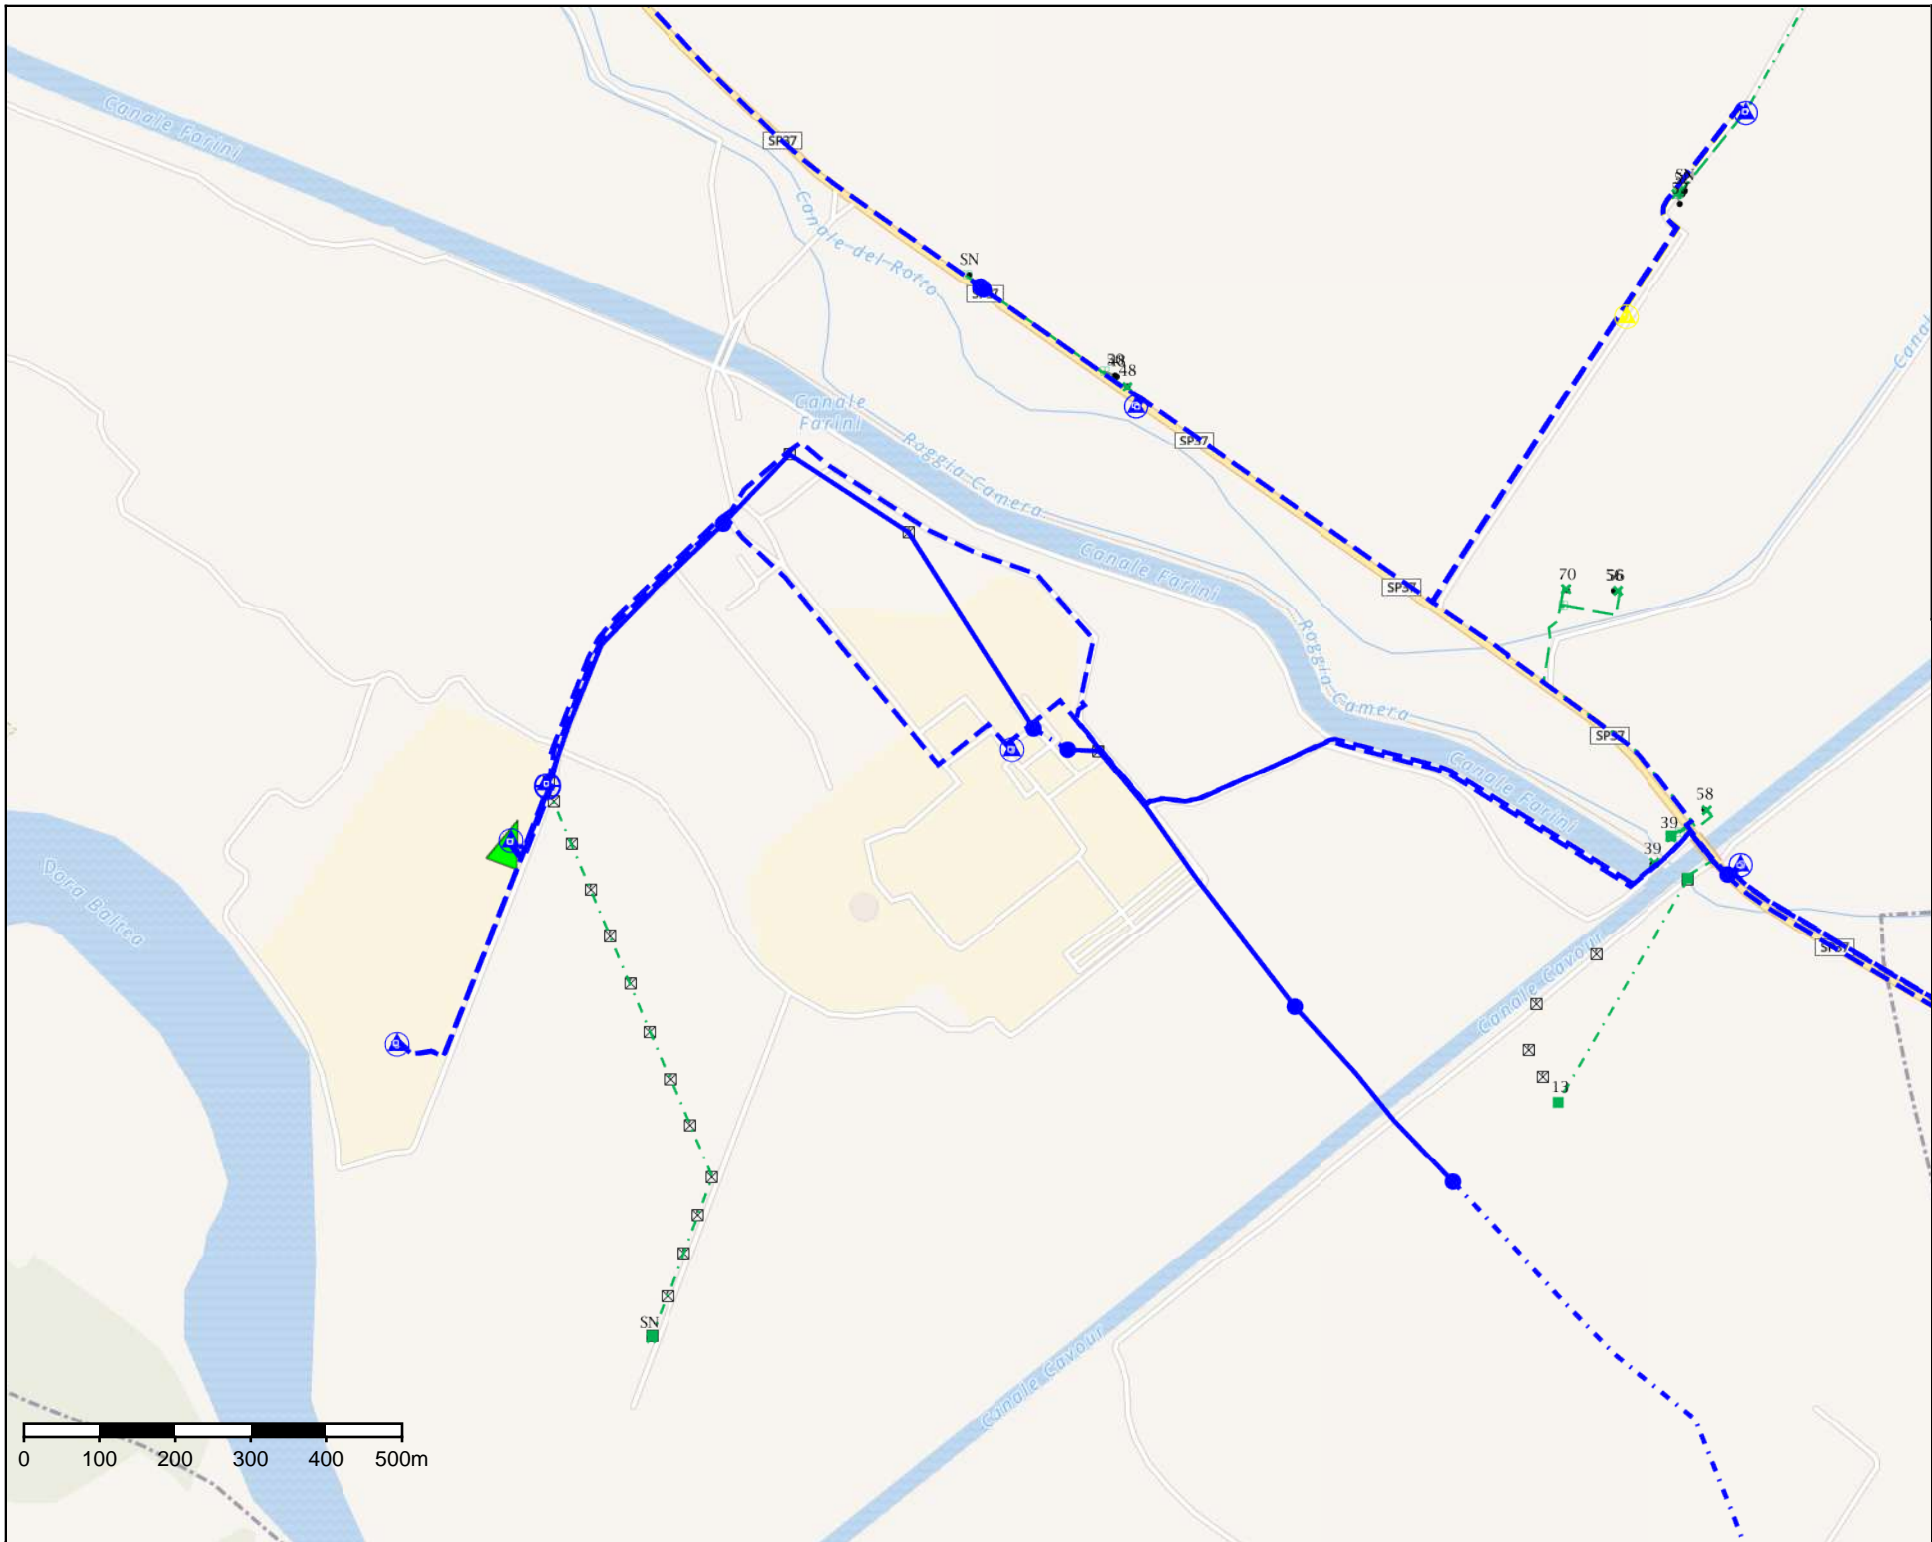 Canale Farini
SP37
Canale-del-Rotto
SN
SP37
48
Canale
Farini
SP37
Roggia-Camera
Canale Farini
SP37
70
56
Roggia-Camera
SP37
Canale Farini
58
39
39
Dora Baltea
SP37
Canale Cavour
13
SN
Canale Cavour
0 100 200 300 400 500m